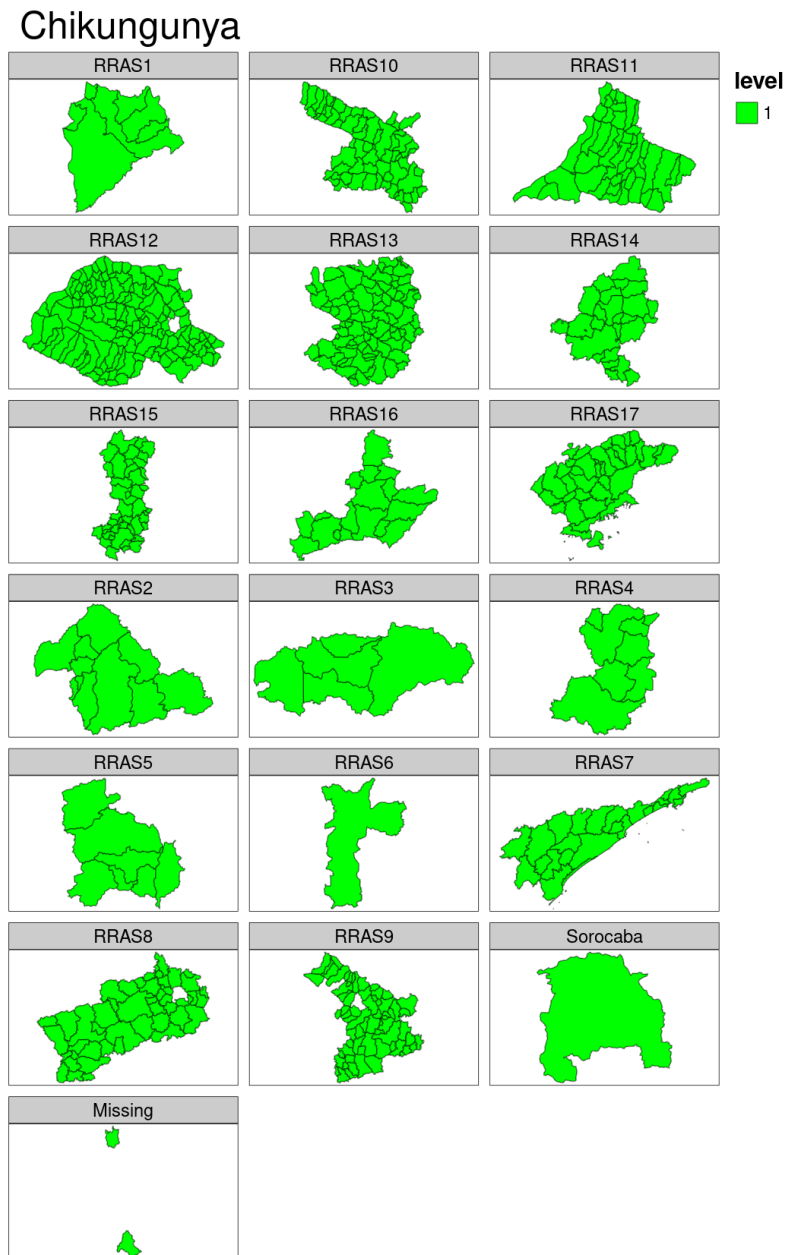 Chikungunya
RRAS1
RRAS10
RRAS11
level
1
RRAS12
RRAS13
RRAS14
RRAS15
RRAS16
RRAS17
RRAS2
RRAS3
RRAS4
RRAS5
RRAS6
RRAS7
RRAS8
RRAS9
Sorocaba
Missing